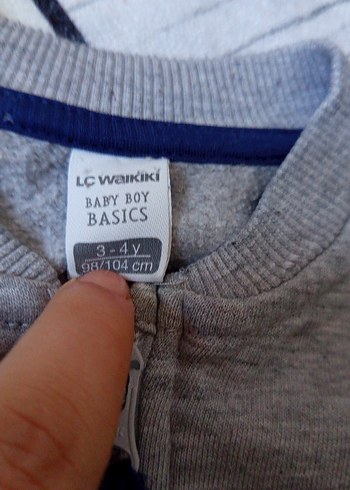 LC WAIKIKI
BABY BOY
BASICS
3 - 4 y
98/104 cm